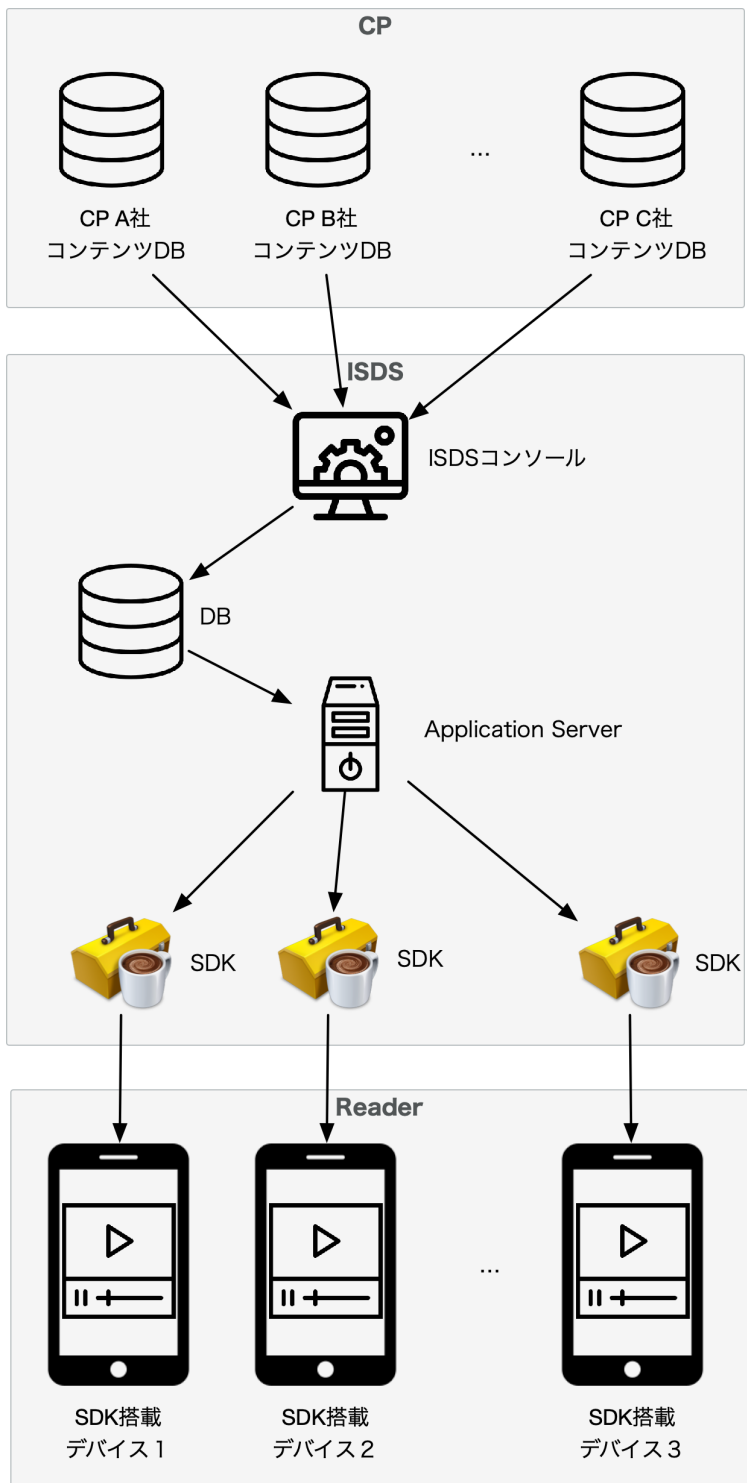 CP
CP A社
コンテンツDB
CP B社
コンテンツDB
...
CP C社
コンテンツDB
ISDS
ISDSコンソール
DB
Application Server
SDK
SDK
SDK
Reader
...
SDK搭載
デバイス1
SDK搭載
デバイス2
SDK搭載
デバイス3